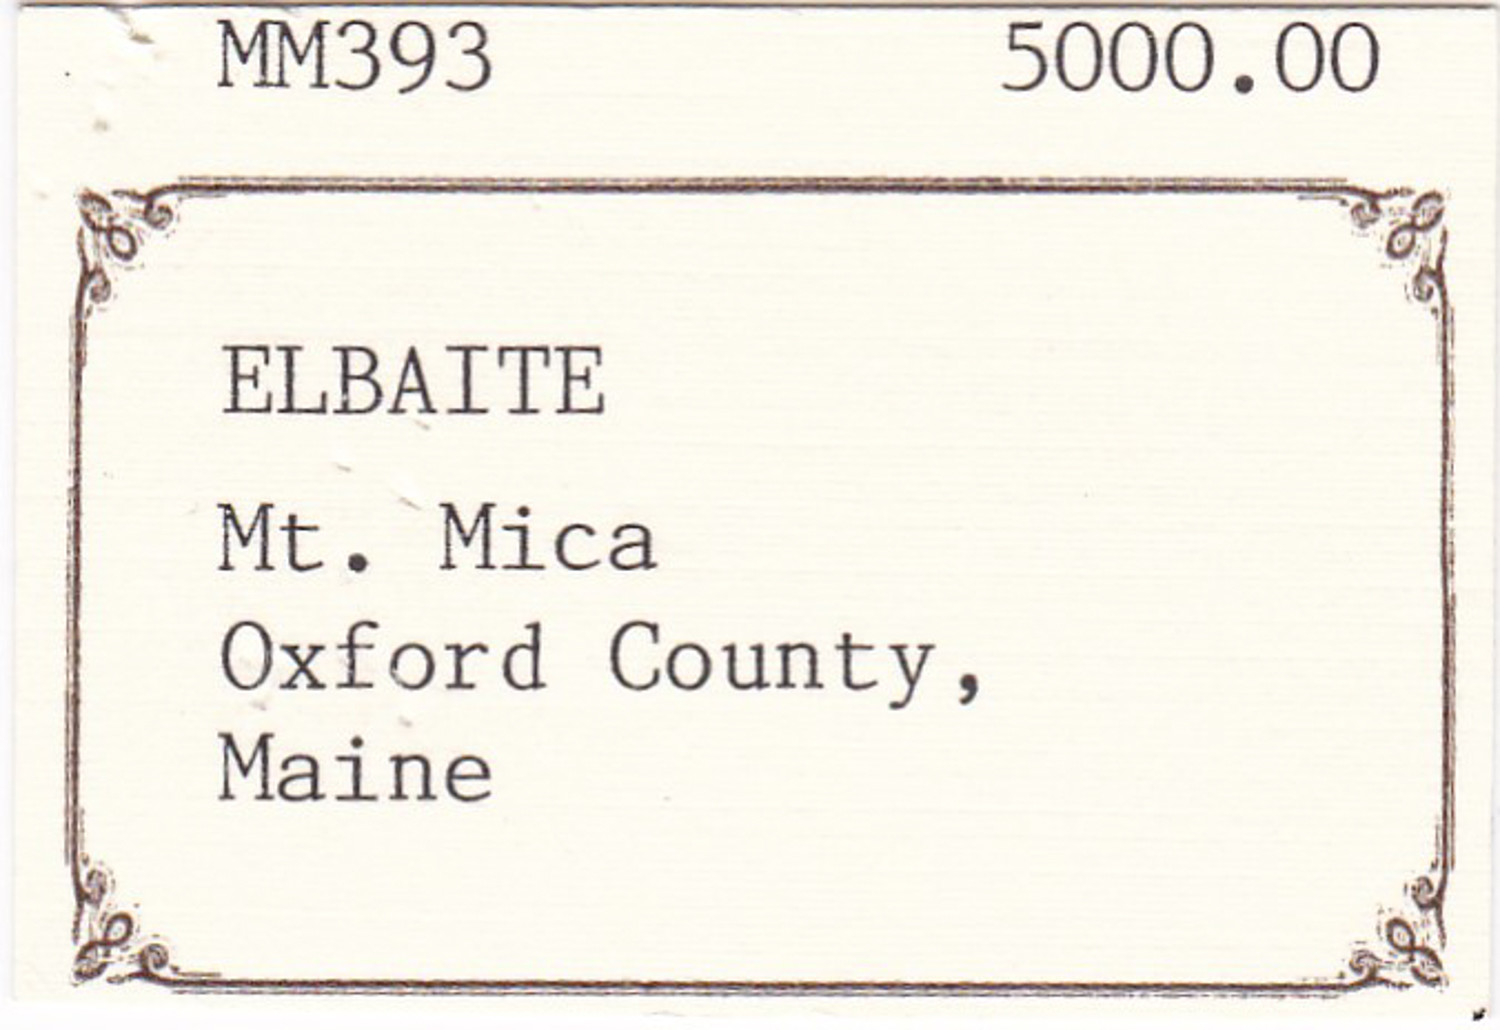 MM393 5000.00
ELBAITE
Mt. Mica
Oxford County,
Maine